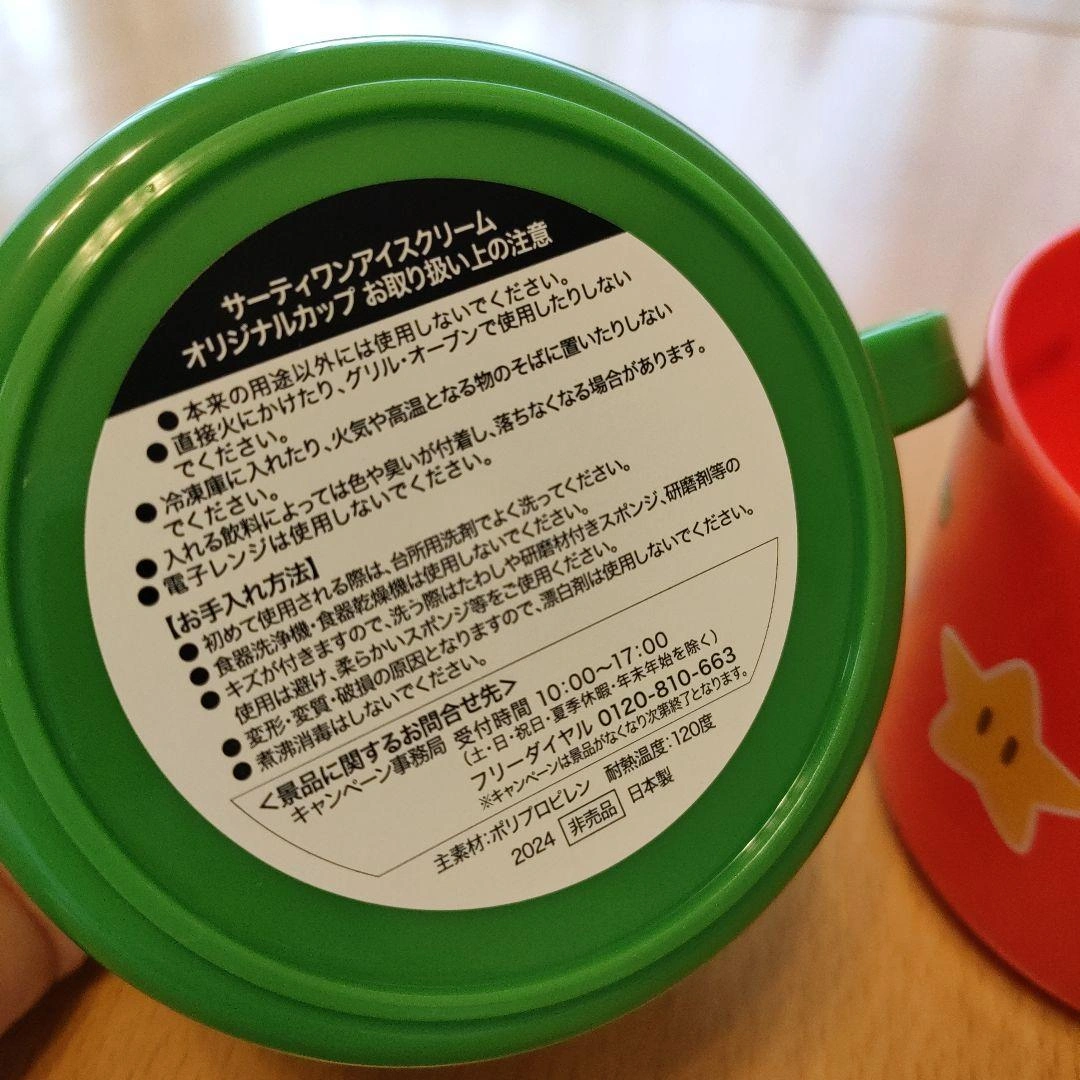 サーティワンアイスクリーム
オリジナルカップ お取り扱い上の注意
● 本来の用途以外には使用しないでください。
● 直接火にかけたり、グリル・オーブンで使用したりしない
でください。
● 冷凍庫に入れたり、火気や高温となる物のそばに置いたりしない
でください。
● 入れる飲料によっては色や臭いが付着し、落ちなくなる場合があります。
● 電子レンジは使用しないでください。
【お手入れ方法】
● 初めて使用される際は、台所用洗剤でよく洗ってください。
● 食器洗浄機・食器乾燥機は使用しないでください。
● キズが付きますので、洗う際はたわしや研磨材付きスポンジ、研磨剤等の
使用は避け、柔らかいスポンジ等をご使用ください。
● 変形・変質・破損の原因となりますので、漂白剤は使用しないでください。
● 煮沸消毒はしないでください。
<景品に関するお問合せ先>
キャンペーン事務局 受付時間 10:00～17:00
(土・日・祝日・夏季休暇・年末年始を除く)
フリーダイヤル 0120-810-663
※キャンペーンは景品がなくなり次第終了となります。
主素材:ポリプロピレン 耐熱温度:120度
2024 非売品 日本製